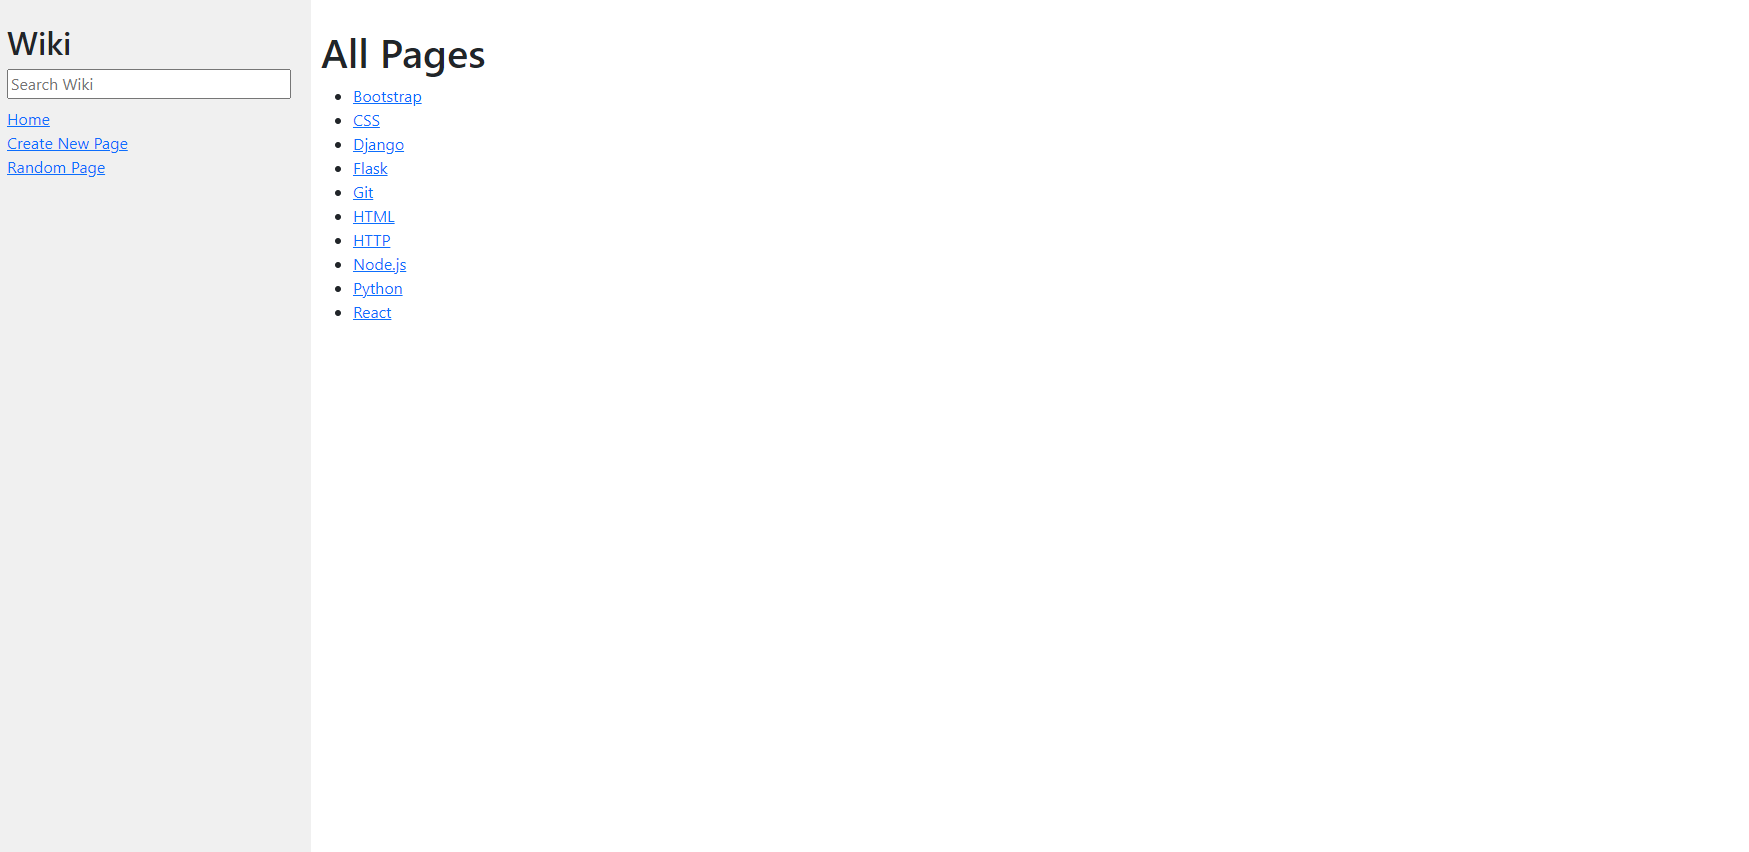 Wiki
Search Wiki
Home
Create New Page
Random Page
All Pages
Bootstrap
CSS
Django
Flask
Git
HTML
HTTP
Node.js
Python
React